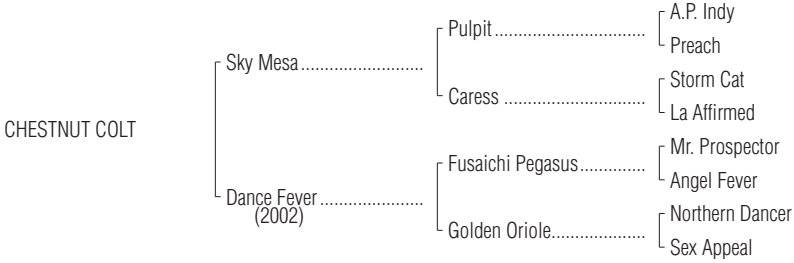 A.P. Indy
Pulpit..............................
Preach
Sky Mesa........................
Storm Cat
Caress ............................
La Affirmed
CHESTNUT COLT
Mr. Prospector
Fusaichi Pegasus.............
Angel Fever
Dance Fever....................
(2002)
Northern Dancer
Golden Oriole...................
Sex Appeal